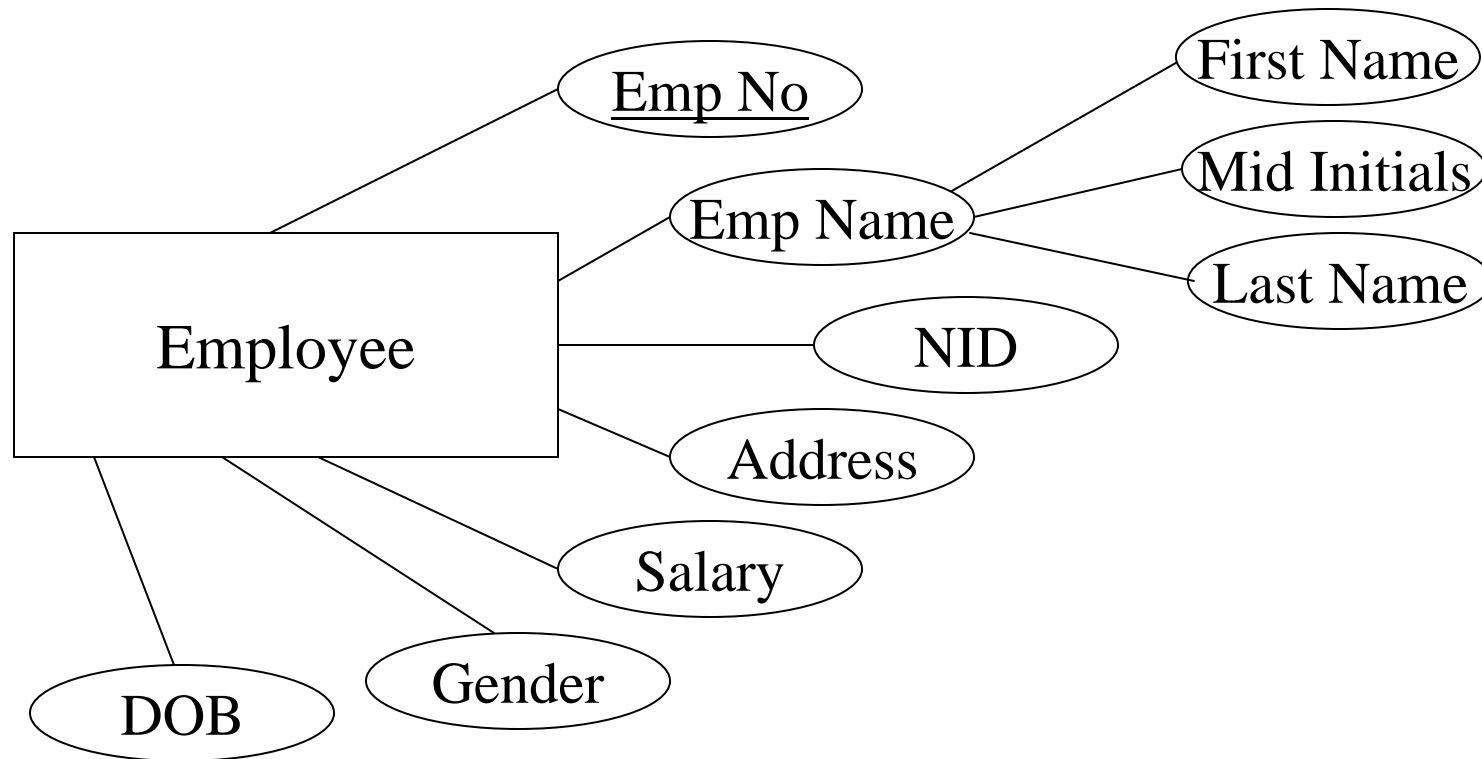 First Name
Emp No
Mid Initials
Emp Name
Last Name
Employee
NID
Address
Salary
Gender
DOB